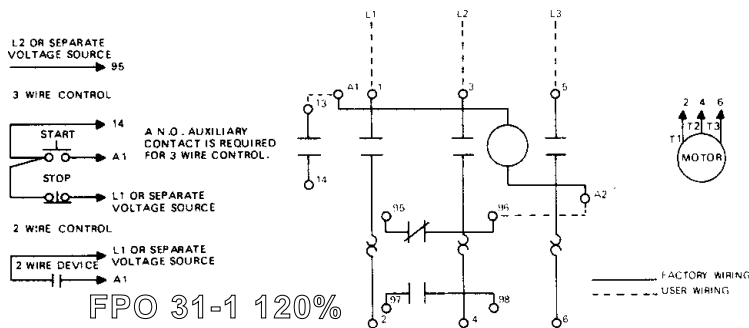 L2 OR SEPARATE
VOLTAGE SOURCE
95
3 WIRE CONTROL
14
START
A1
STOP
L1 OR SEPARATE
VOLTAGE SOURCE
2 WIRE CONTROL
L1 OR SEPARATE
VOLTAGE SOURCE
2 WIRE DEVICE
A1
A N.O. AUXILIARY
CONTACT IS REQUIRED
FOR 3 WIRE CONTROL.
L1 L2 L3
13 A1 1 3 5
14
A2
95 96
97 98
2 4 6
2 4 6
T1 T2 T3
MOTOR
FACTORY WIRING
USER WIRING
FPO 31-1 120%